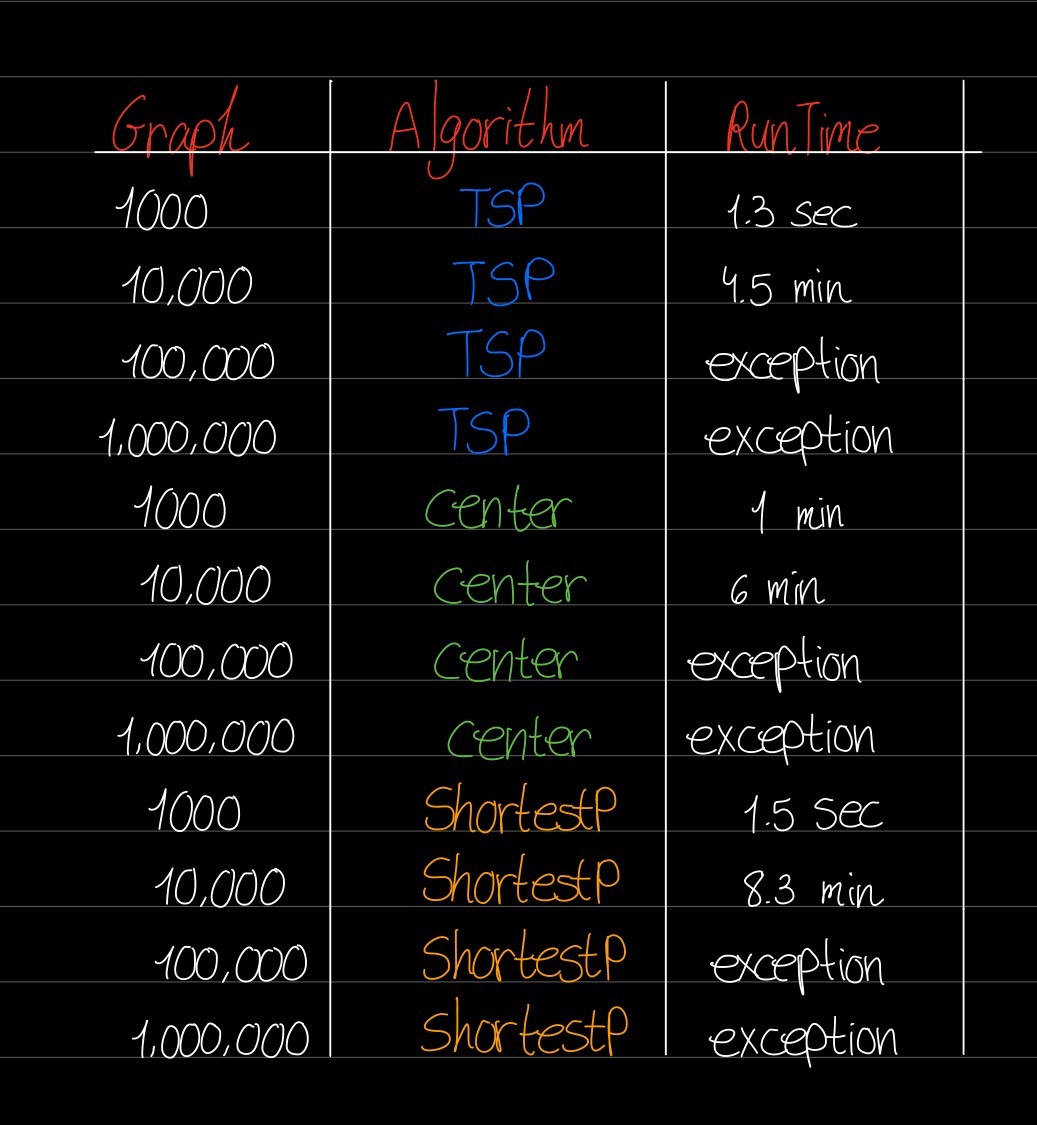 Graph Algorithm RunTime
1000 TSP 1.3 sec
10,000 TSP 4.5 min
100,000 TSP exception
1,000,000 TSP exception
1000 Center 1 min
10,000 Center 6 min
100,000 Center exception
1,000,000 Center exception
1000 ShortestP 1.5 sec
10,000 ShortestP 8.3 min
100,000 ShortestP exception
1,000,000 ShortestP exception